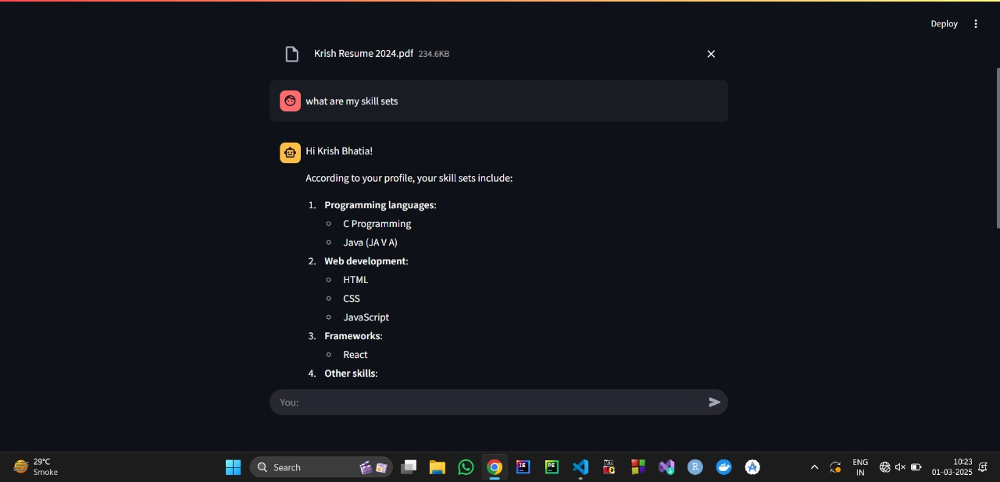 Deploy
Krish Resume 2024.pdf 234.6KB
what are my skill sets
Hi Krish Bhatia!
According to your profile, your skill sets include:
1. Programming languages:
C Programming
Java (JA V A)
2. Web development:
HTML
CSS
JavaScript
3. Frameworks:
React
4. Other skills:
You:
29°C
Smoke
Search
ENG
IN
10:23
01-03-2025